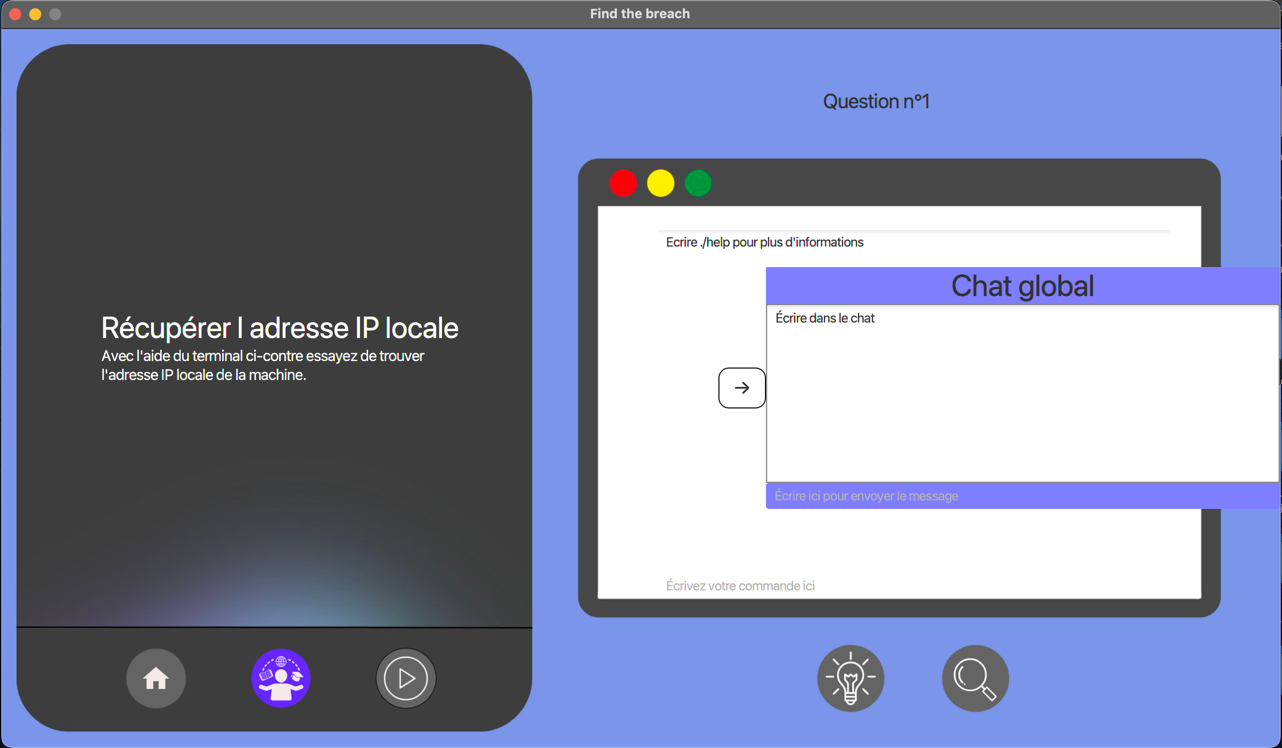 Find the breach
Question n°1
Récupérer l adresse IP locale
Avec l'aide du terminal ci-contre essayez de trouver
l'adresse IP locale de la machine.
Ecrire ./help pour plus d'informations
Chat global
Écrire dans le chat
Écrire ici pour envoyer le message
Écrivez votre commande ici